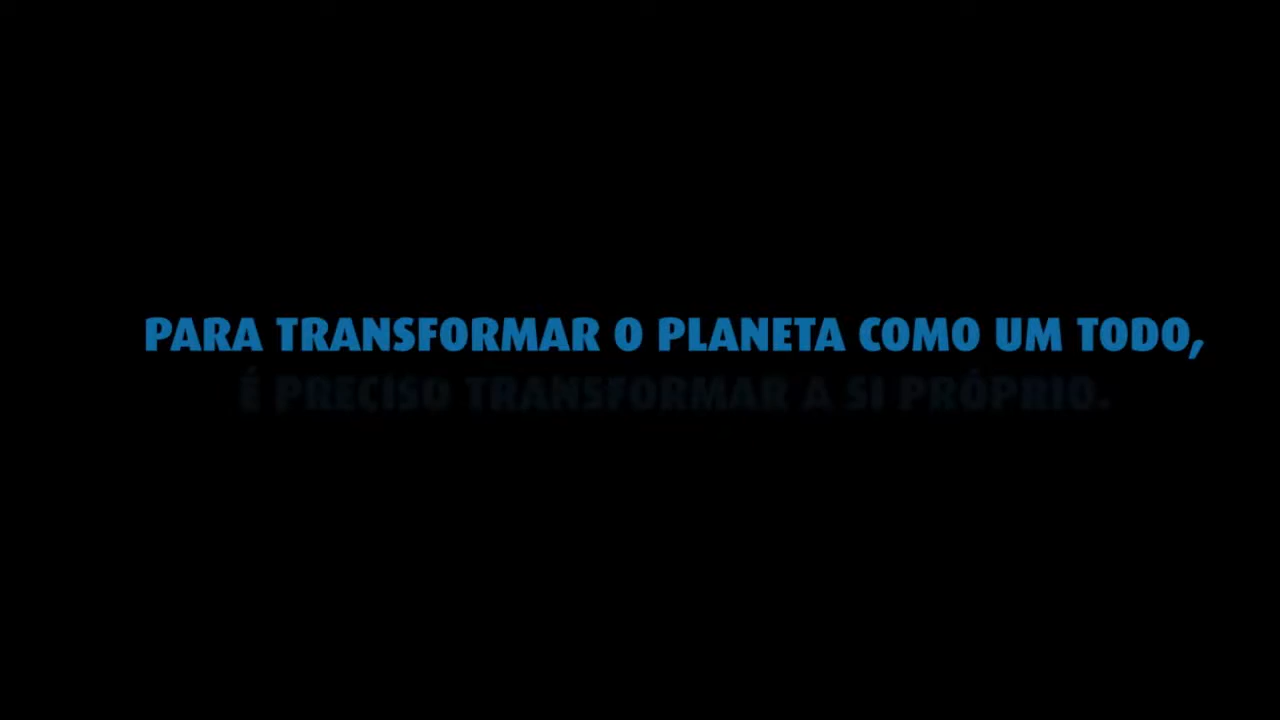 PARA TRANSFORMAR O PLANETA COMO UM TODO,
É PRECISO TRANSFORMAR A SI PRÓPRIO.